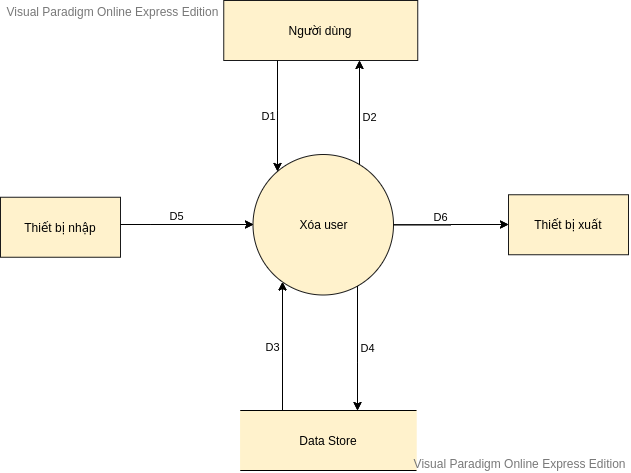 Visual Paradigm Online Express Edition
Người dùng
D1
D2
Thiết bị nhập
D5
Xóa user
D6
Thiết bị xuất
D3
D4
Data Store
Visual Paradigm Online Express Edition